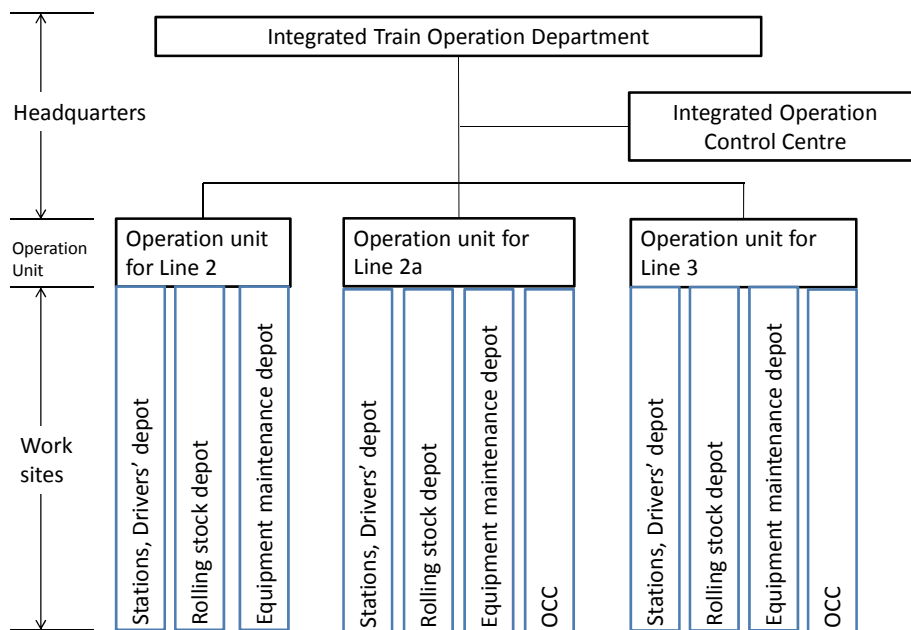 Integrated Train Operation Department
Headquarters
Integrated Operation
Control Centre
Operation
Unit
Operation unit
for Line 2
Operation unit for
Line 2a
Operation unit for
Line 3
Work
sites
Stations, Drivers’ depot
Rolling stock depot
Equipment maintenance depot
Stations, Drivers’ depot
Rolling stock depot
Equipment maintenance depot
OCC
Stations, Drivers’ depot
Rolling stock depot
Equipment maintenance depot
OCC